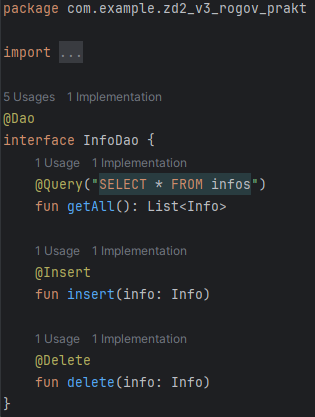 package com.example.zd2_v3_rogov_prakt
import ...
5 Usages 1 Implementation
@Dao
interface InfoDao {
1 Usage 1 Implementation
@Query("SELECT * FROM infos")
fun getAll(): List<Info>
1 Usage 1 Implementation
@Insert
fun insert(info: Info)
1 Usage 1 Implementation
@Delete
fun delete(info: Info)
}